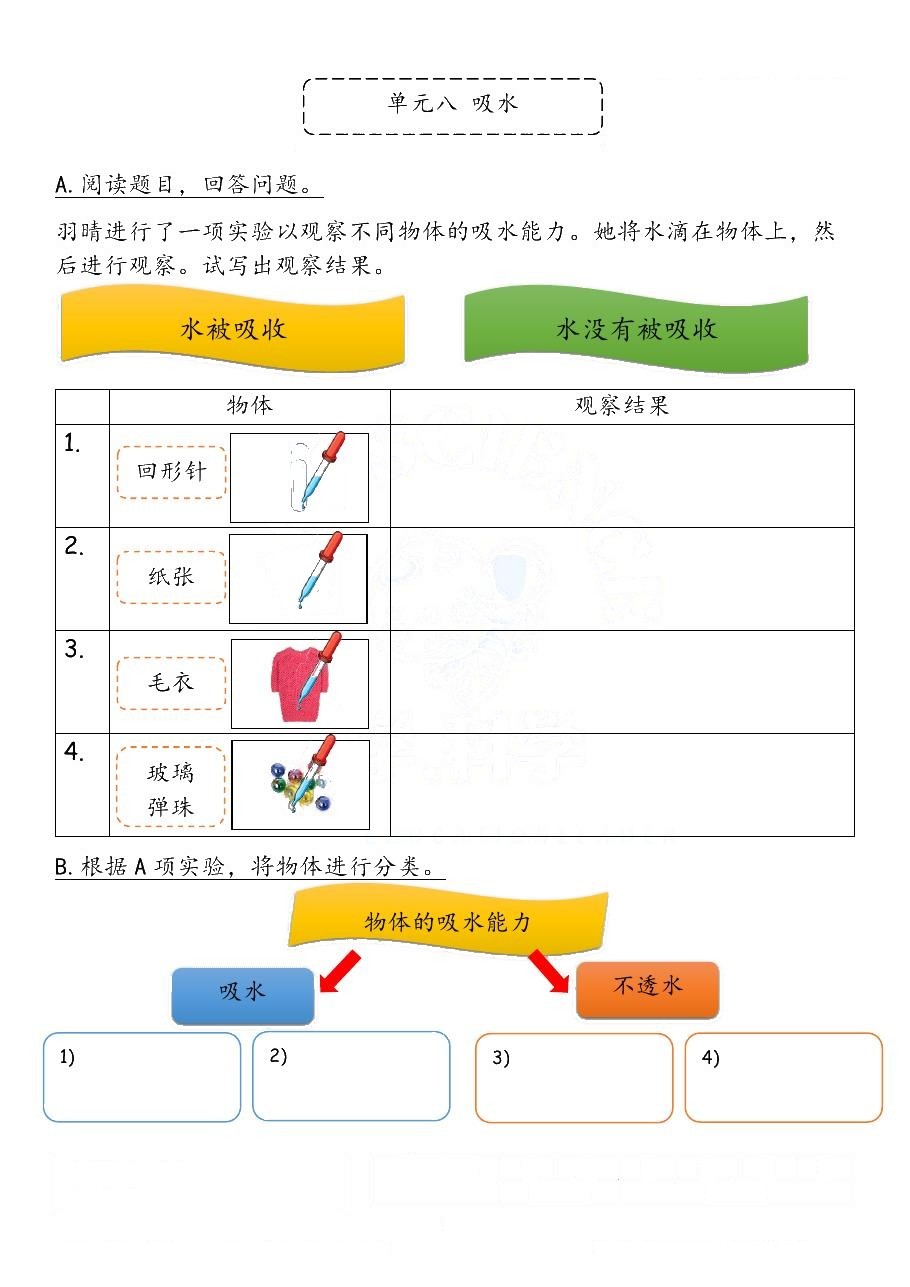 单元八 吸水
A. 阅读题目，回答问题。
羽晴进行了一项实验以观察不同物体的吸水能力。她将水滴在物体上，然
后进行观察。试写出观察结果。
水被吸收
水没有被吸收
物体
观察结果
1.
回形针
2.
纸张
3.
毛衣
4.
玻璃
弹珠
B. 根据 A 项实验，将物体进行分类。
物体的吸水能力
吸水
不透水
1)
2)
3)
4)